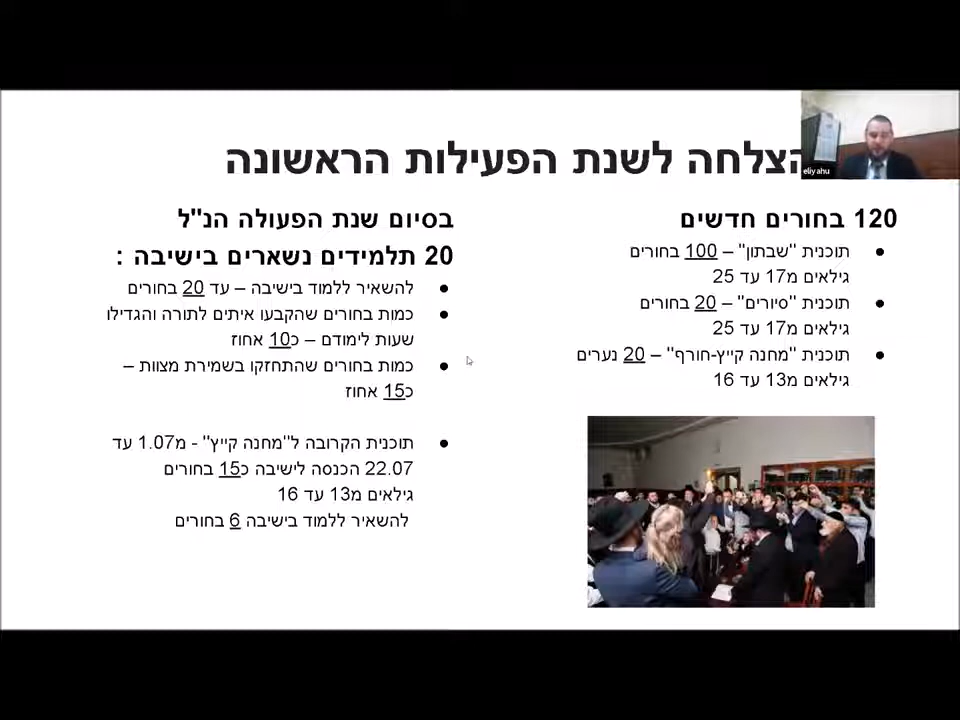 הצלחה לשנת הפעילות הראשונה
eliyahu
120 בחורים חדשים
● תוכנית "שבתון" – 100 בחורים
גילאים מ17 עד 25
● תוכנית "סיורים" – 20 בחורים
גילאים מ17 עד 25
● תוכנית "מחנה קייץ-חורף" – 20 נערים
גילאים מ13 עד 16
בסיום שנת הפעולה הנ"ל
20 תלמידים נשארים בישיבה :
● להשאיר ללמוד בישיבה – עד 20 בחורים
● כמות בחורים שהקבעו איתים לתורה והגדילו
שעות לימודם – כ10 אחוז
● כמות בחורים שהתחזקו בשמירת מצוות –
כ15 אחוז
● תוכנית הקרובה ל"מחנה קייץ" - מ1.07 עד
22.07 הכנסה לישיבה כ15 בחורים
גילאים מ13 עד 16
להשאיר ללמוד בישיבה 6 בחורים